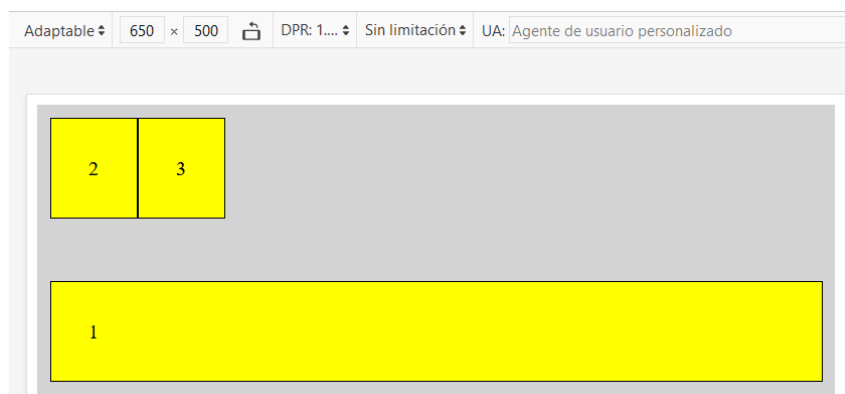 Adaptable 650 × 500 DPR: 1.... Sin limitación UA: Agente de usuario personalizado
2 3
1